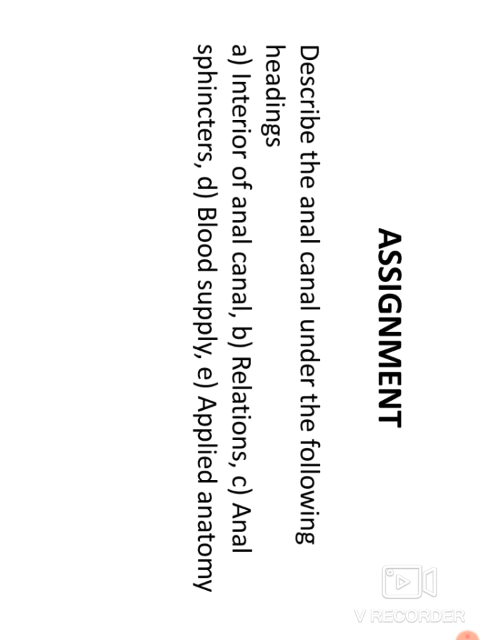 ASSIGNMENT
Describe the anal canal under the following
headings
a) Interior of anal canal, b) Relations, c) Anal
sphincters, d) Blood supply, e) Applied anatomy
V RECORDER